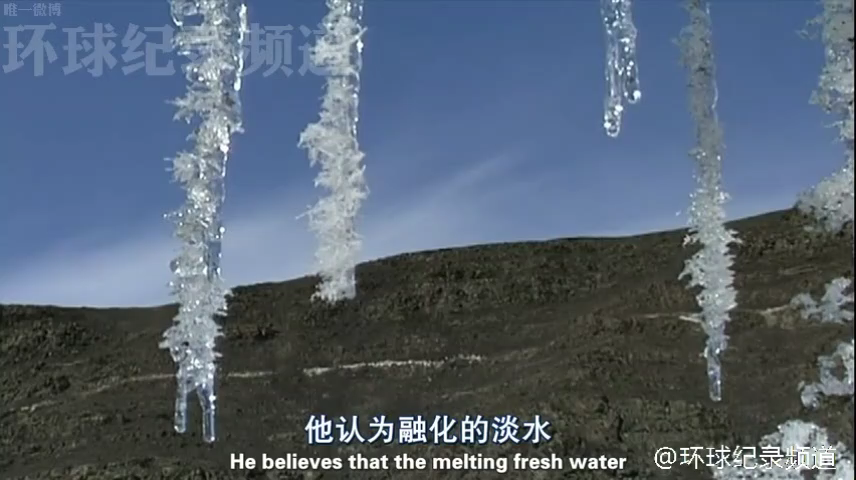 唯一微博
环球纪录频道
他认为融化的淡水
He believes that the melting fresh water
@环球纪录频道